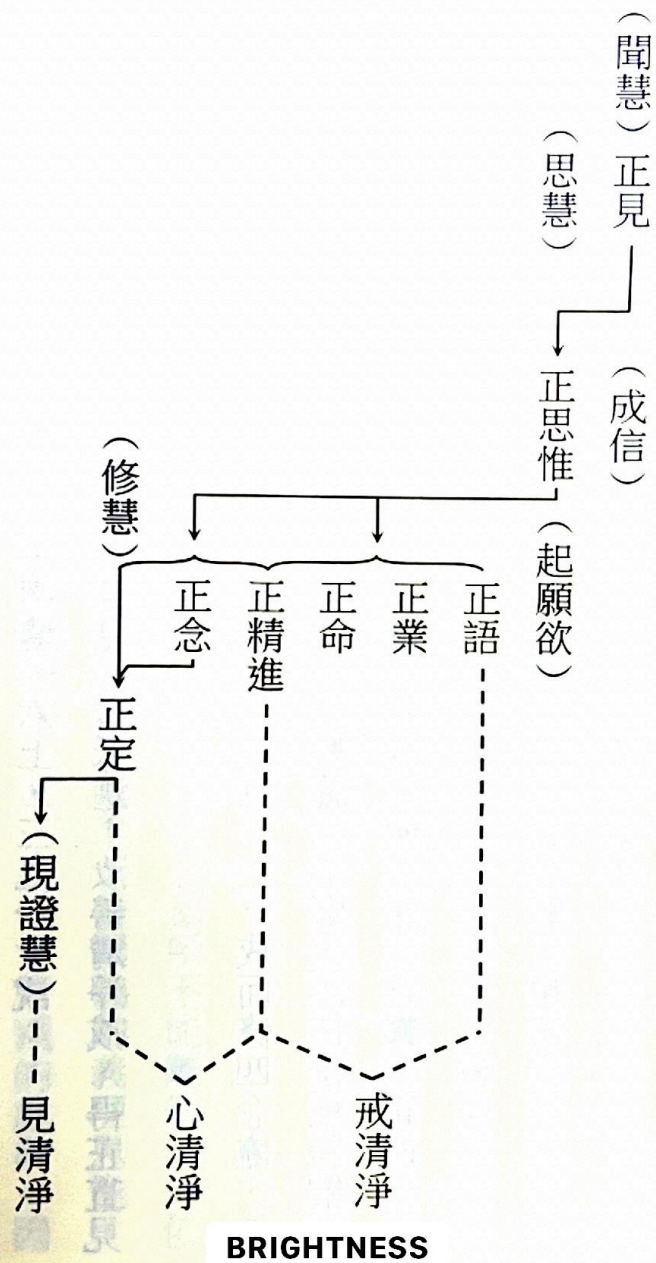 （聞慧）正見
（成信）
（思慧）
正思惟
（起願欲）
正語
正業
正命
正精進
正念
（修慧）
正定
（現證慧）
戒清淨
心清淨
見清淨
BRIGHTNESS